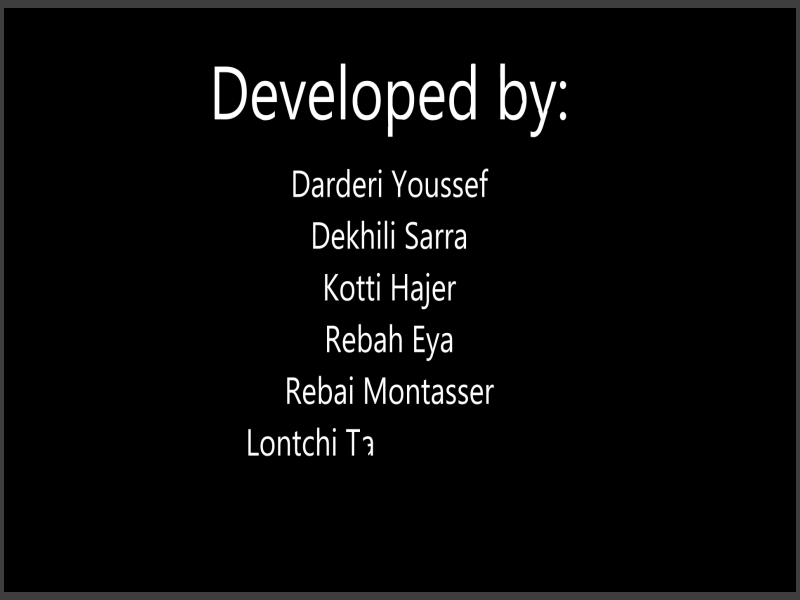 Developed by:
Darderi Youssef
Dekhili Sarra
Kotti Hajer
Rebah Eya
Rebai Montasser
Lontchi